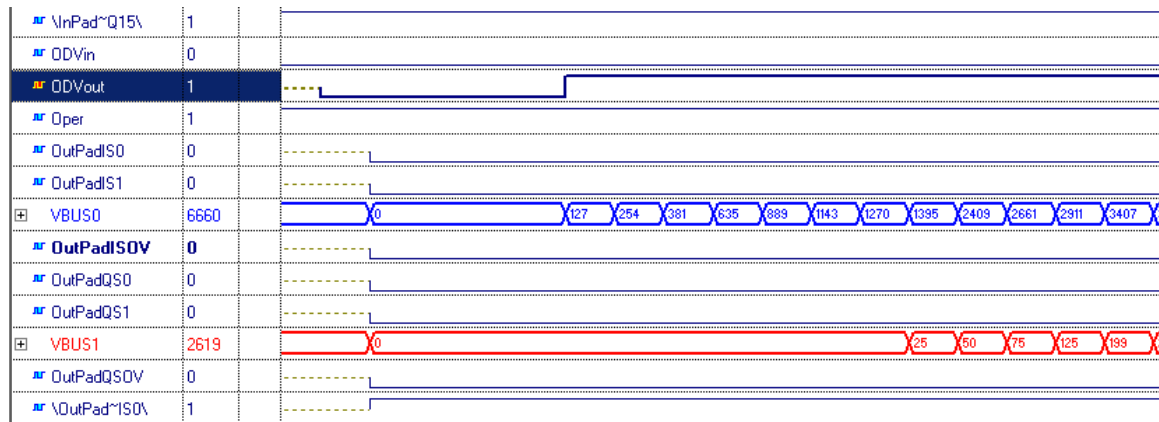 \InPad~Q15\ 1
ODVin 0
ODVout 1
Oper 1
OutPadIS0 0
OutPadIS1 0
VBUS0 6660 0 127 254 381 635 889 1143 1270 1395 2409 2661 2911 3407
OutPadISOV 0
OutPadQS0 0
OutPadQS1 0
VBUS1 2619 0 25 50 75 125 199
OutPadQSOV 0
\OutPad~IS0\ 1